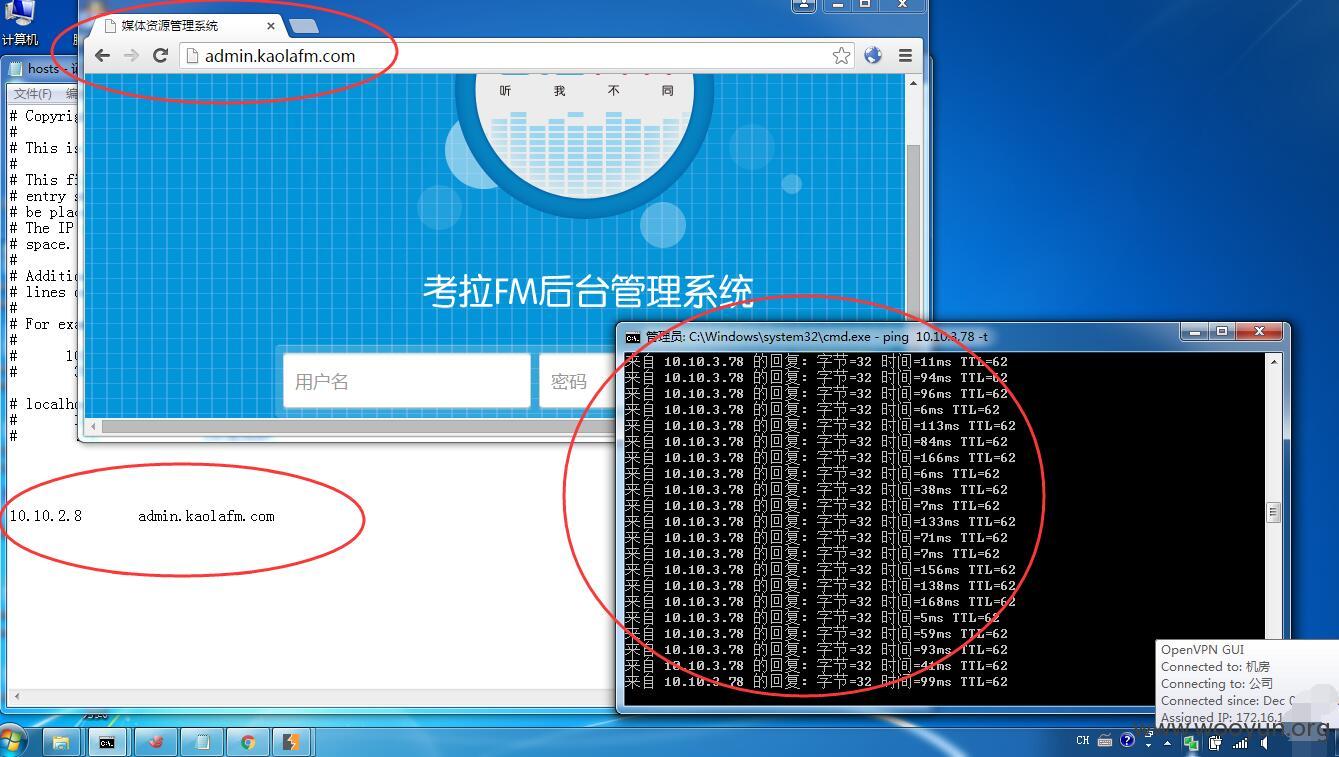 计算机
媒体资源管理系统
admin.kaolafm.com
hosts - 记
文件(F) 编
# Copyrig
#
# This is
#
# This fi
# entry s
# be plac
# The IP
# space.
#
# Additio
# lines o
#
# For exa
#
# 10
# 3
# localho
#
#
10.10.2.8 admin.kaolafm.com
听 我 不 同
考拉FM后台管理系统
用户名
密码
管理员: C:\Windows\system32\cmd.exe - ping 10.10.3.78 -t
来自 10.10.3.78 的回复: 字节=32 时间=11ms TTL=62
来自 10.10.3.78 的回复: 字节=32 时间=94ms TTL=62
来自 10.10.3.78 的回复: 字节=32 时间=96ms TTL=62
来自 10.10.3.78 的回复: 字节=32 时间=6ms TTL=62
来自 10.10.3.78 的回复: 字节=32 时间=113ms TTL=62
来自 10.10.3.78 的回复: 字节=32 时间=84ms TTL=62
来自 10.10.3.78 的回复: 字节=32 时间=166ms TTL=62
来自 10.10.3.78 的回复: 字节=32 时间=6ms TTL=62
来自 10.10.3.78 的回复: 字节=32 时间=38ms TTL=62
来自 10.10.3.78 的回复: 字节=32 时间=7ms TTL=62
来自 10.10.3.78 的回复: 字节=32 时间=133ms TTL=62
来自 10.10.3.78 的回复: 字节=32 时间=71ms TTL=62
来自 10.10.3.78 的回复: 字节=32 时间=7ms TTL=62
来自 10.10.3.78 的回复: 字节=32 时间=156ms TTL=62
来自 10.10.3.78 的回复: 字节=32 时间=138ms TTL=62
来自 10.10.3.78 的回复: 字节=32 时间=168ms TTL=62
来自 10.10.3.78 的回复: 字节=32 时间=5ms TTL=62
来自 10.10.3.78 的回复: 字节=32 时间=59ms TTL=62
来自 10.10.3.78 的回复: 字节=32 时间=93ms TTL=62
来自 10.10.3.78 的回复: 字节=32 时间=41ms TTL=62
来自 10.10.3.78 的回复: 字节=32 时间=99ms TTL=62
OpenVPN GUI
Connected to: 机房
Connecting to: 公司
Connected since: Dec 0
Assigned IP: 172.16.1
www.wooyun.org
CH